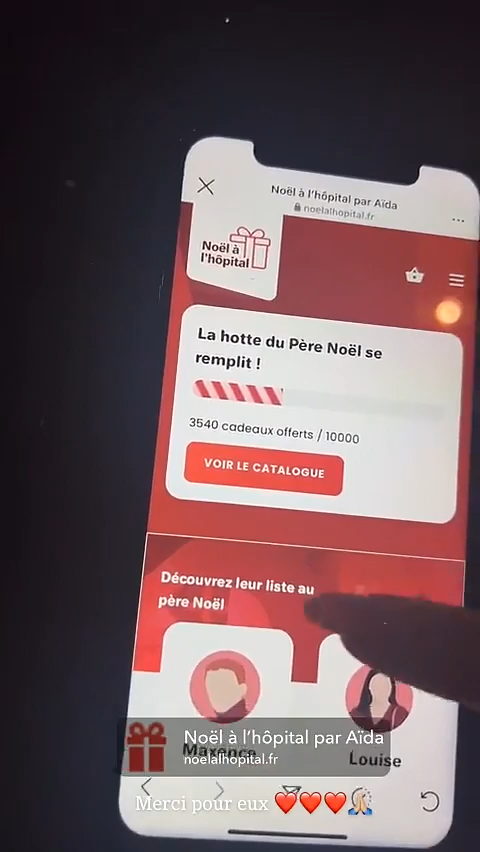 Noël à l'hôpital par Aïda
noelalhopital.fr
Noël à
l'hôpital
La hotte du Père Noël se
remplit !
3540 cadeaux offerts / 10000
VOIR LE CATALOGUE
Découvrez leur liste au
père Noël
Noël à l'hôpital par Aïda
noelalhopital.fr
Maxence
Louise
Merci pour eux ❤️❤️❤️🙏🏼